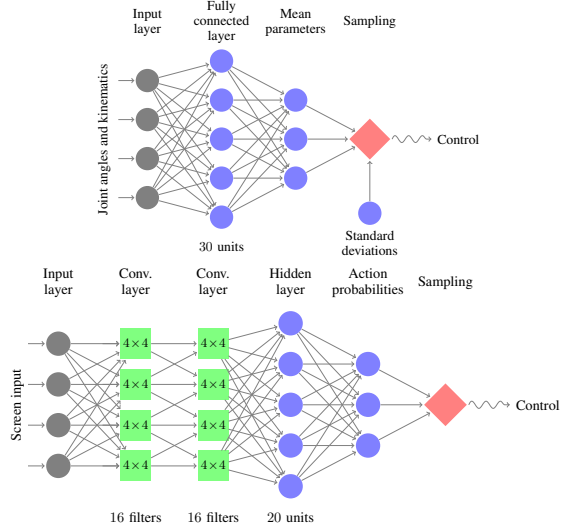 Input
layer
Fully
connected
layer
Mean
parameters
Sampling
Joint angles and kinematics
Control
30 units
Standard
deviations
Input
layer
Conv.
layer
Conv.
layer
Hidden
layer
Action
probabilities
Sampling
Screen input
4×4
4×4
4×4
4×4
4×4
4×4
4×4
4×4
Control
16 filters
16 filters
20 units